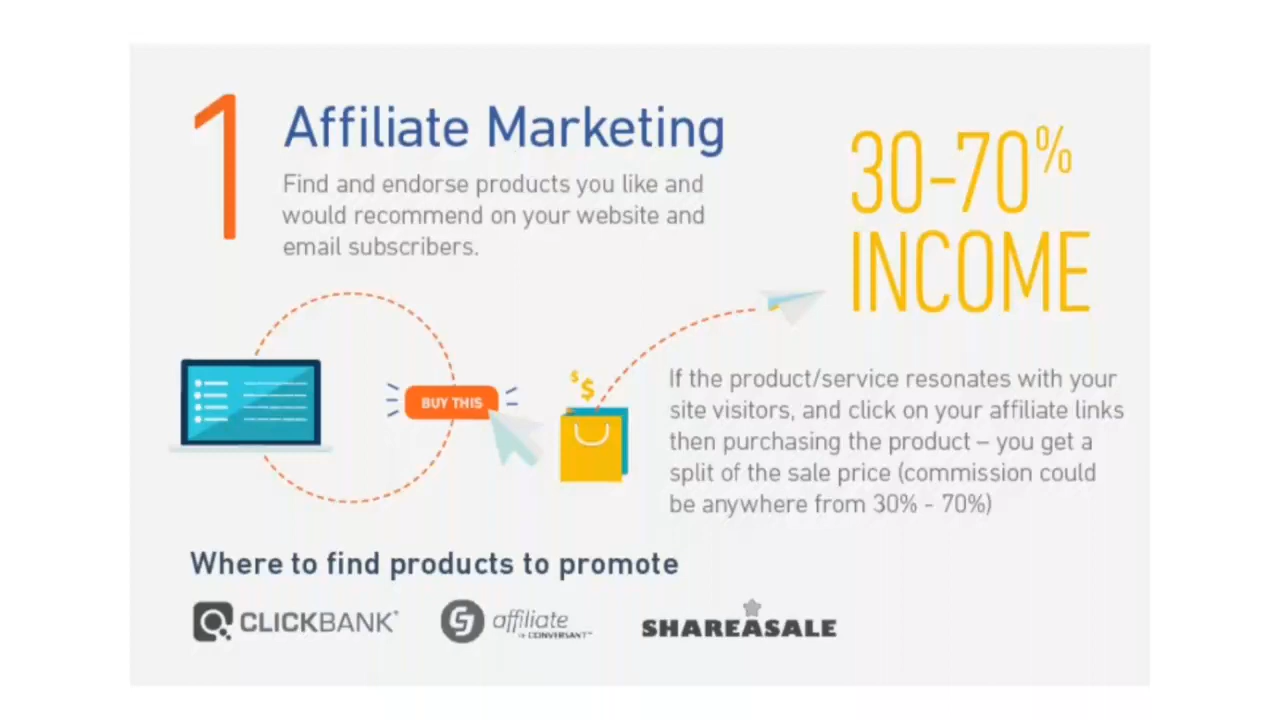 1
Affiliate Marketing
Find and endorse products you like and
would recommend on your website and
email subscribers.
30-70%
INCOME
BUY THIS
$ $
If the product/service resonates with your
site visitors, and click on your affiliate links
then purchasing the product – you get a
split of the sale price (commission could
be anywhere from 30% - 70%)
Where to find products to promote
CLICKBANK®
cj affiliate
by CONVERSANT™
SHAREASALE